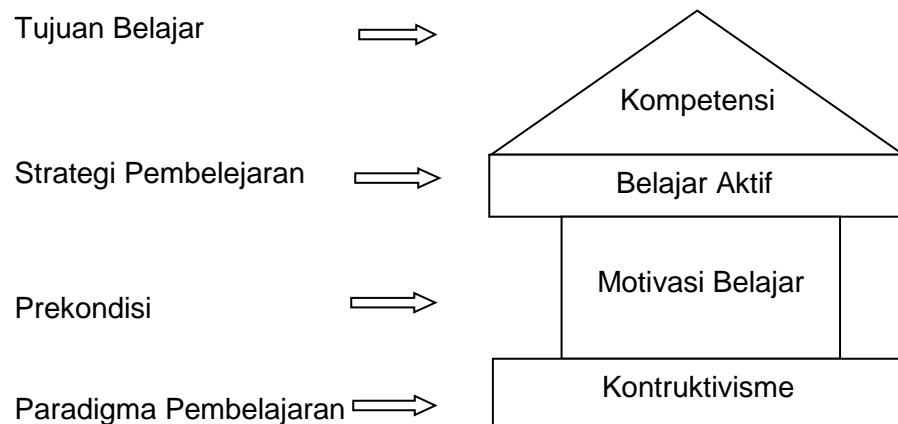 Tujuan Belajar
Kompetensi
Strategi Pembelejaran
Belajar Aktif
Motivasi Belajar
Prekondisi
Kontruktivisme
Paradigma Pembelajaran